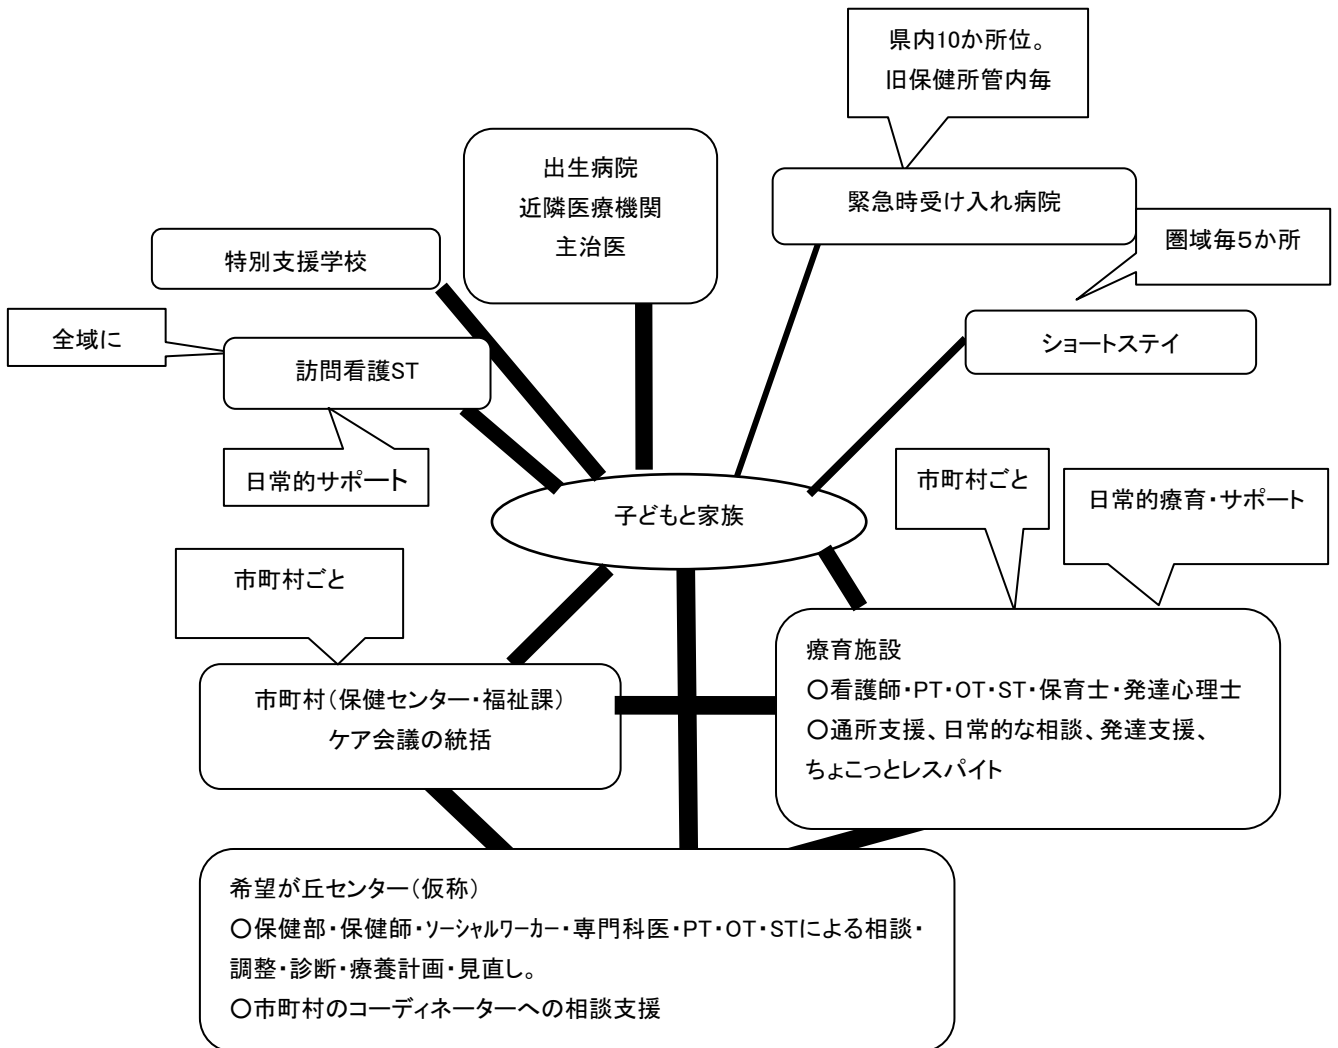 県内10か所位。
旧保健所管内毎
出生病院
近隣医療機関
主治医
緊急時受け入れ病院
圏域毎５か所
特別支援学校
全域に
訪問看護ST
ショートステイ
日常的サポート
子どもと家族
市町村ごと
日常的療育・サポート
市町村ごと
療育施設
○看護師・PT・OT・ST・保育士・発達心理士
○通所支援、日常的な相談、発達支援、
ちょこっとレスパイト
市町村（保健センター・福祉課）
ケア会議の統括
希望が丘センター（仮称）
○保健部・保健師・ソーシャルワーカー・専門科医・PT・OT・STによる相談・
調整・診断・療養計画・見直し。
○市町村のコーディネーターへの相談支援